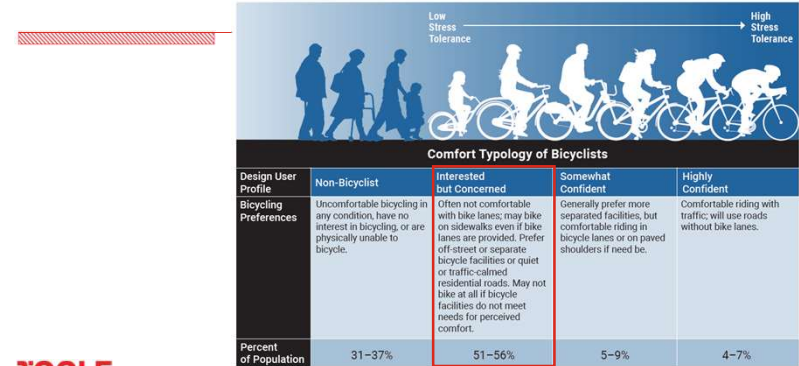 Low
Stress
Tolerance
High
Stress
Tolerance
Comfort Typology of Bicyclists
Design User
Profile
Non-Bicyclist
Interested
but Concerned
Somewhat
Confident
Highly
Confident
Bicycling
Preferences
Uncomfortable bicycling in
any condition, have no
interest in bicycling, or are
physically unable to
bicycle.
Often not comfortable
with bike lanes; may bike
on sidewalks even if bike
lanes are provided. Prefer
off-street or separate
bicycle facilities or quiet
or traffic-calmed
residential roads. May not
bike at all if bicycle
facilities do not meet
needs for perceived
comfort.
Generally prefer more
separated facilities, but
comfortable riding in
bicycle lanes or on paved
shoulders if need be.
Comfortable riding with
traffic; will use roads
without bike lanes.
Percent
of Population
31–37%
51–56%
5–9%
4–7%